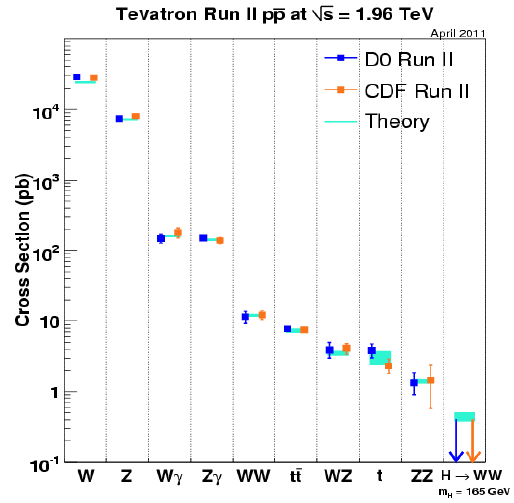 Tevatron Run II pp̄ at √s = 1.96 TeV
April 2011
D0 Run II
CDF Run II
Theory
Cross Section (pb)
10⁴
10³
10²
10
1
10⁻¹
W Z Wγ Zγ WW tt̄ WZ t ZZ H → WW
m_H = 165 GeV